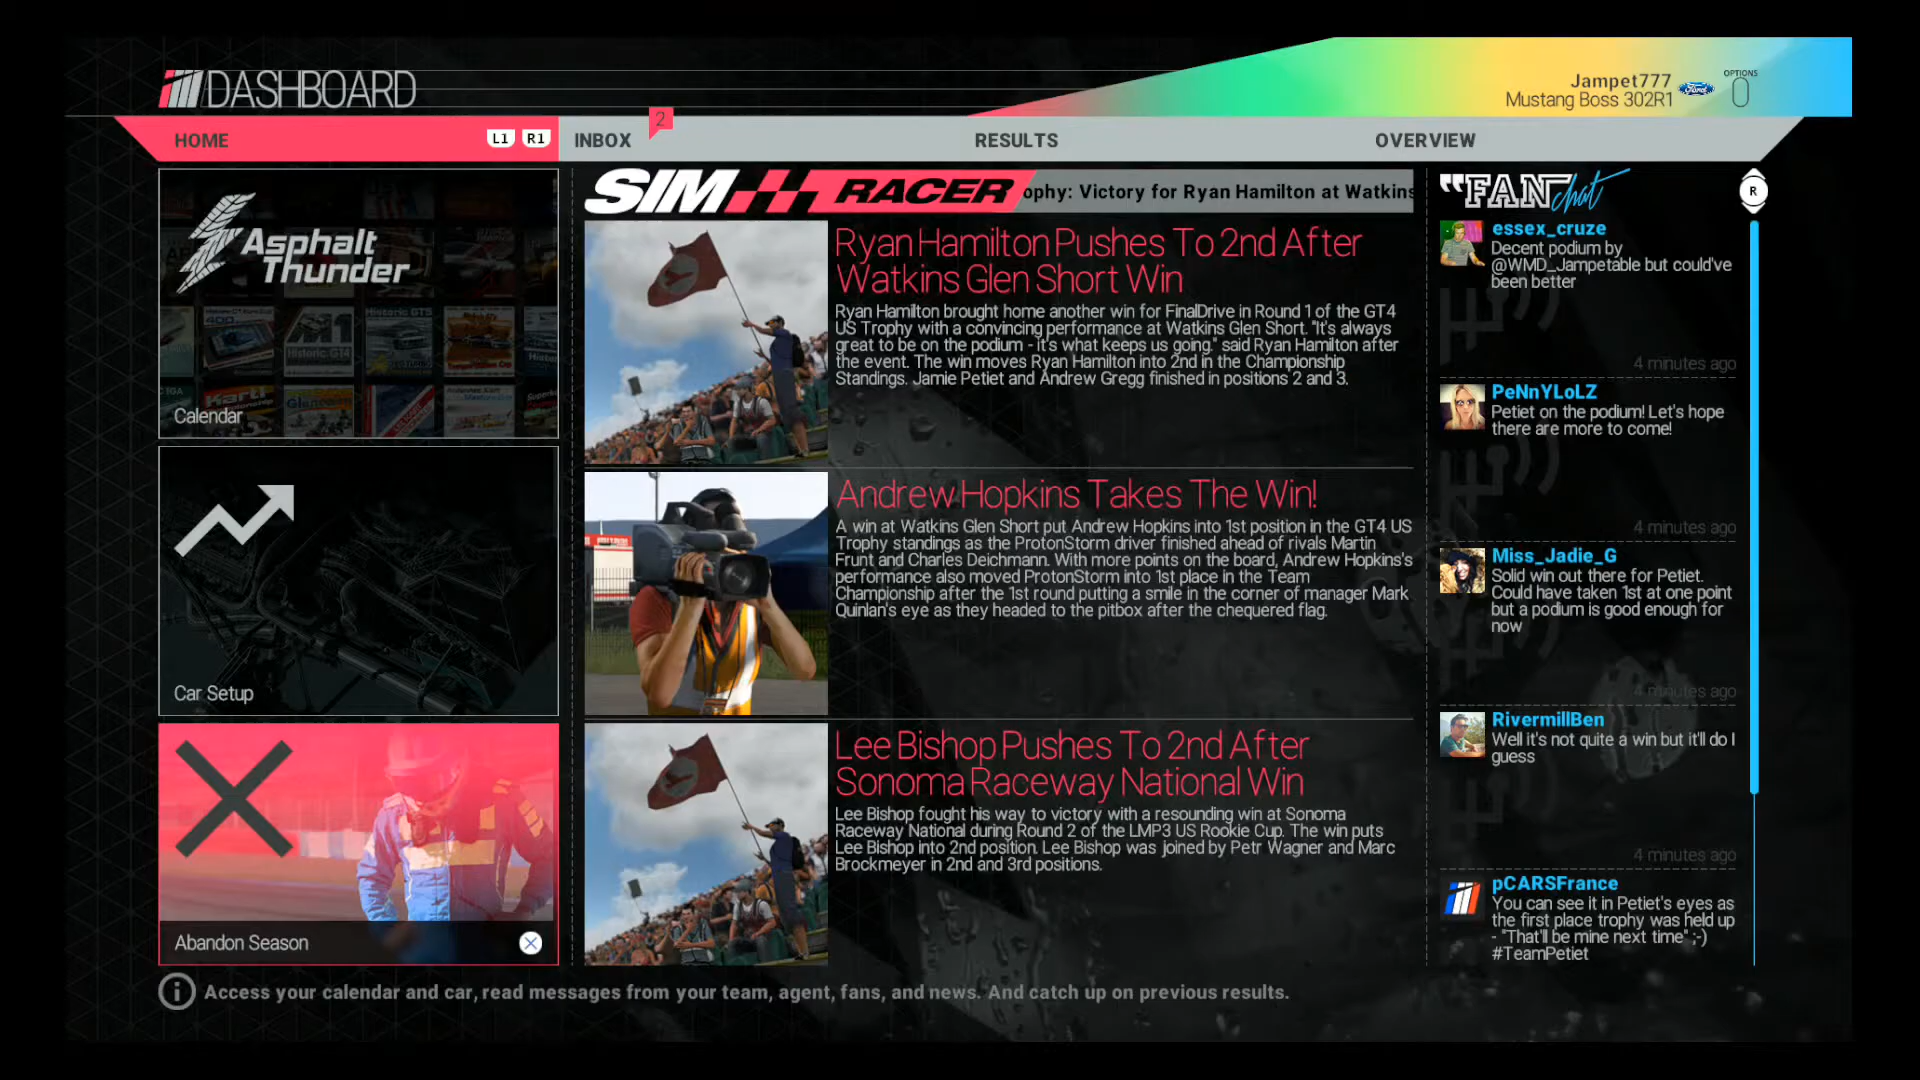 DASHBOARD
Jampet777
Mustang Boss 302R1
Ford
OPTIONS
HOME
L1 R1
INBOX
2
RESULTS
OVERVIEW
Asphalt
Thunder
Calendar
Car Setup
Abandon Season
SIM RACER
ophy: Victory for Ryan Hamilton at Watkins
Ryan Hamilton Pushes To 2nd After
Watkins Glen Short Win
Ryan Hamilton brought home another win for FinalDrive in Round 1 of the GT4
US Trophy with a convincing performance at Watkins Glen Short. "It's always
great to be on the podium - it's what keeps us going." said Ryan Hamilton after
the event. The win moves Ryan Hamilton into 2nd in the Championship
Standings. Jamie Petiet and Andrew Gregg finished in positions 2 and 3.
Andrew Hopkins Takes The Win!
A win at Watkins Glen Short put Andrew Hopkins into 1st position in the GT4 US
Trophy standings as the ProtonStorm driver finished ahead of rivals Martin
Frunt and Charles Deichmann. With more points on the board, Andrew Hopkins's
performance also moved ProtonStorm into 1st place in the Team
Championship after the 1st round putting a smile in the corner of manager Mark
Quinlan's eye as they headed to the pitbox after the chequered flag.
Lee Bishop Pushes To 2nd After
Sonoma Raceway National Win
Lee Bishop fought his way to victory with a resounding win at Sonoma
Raceway National during Round 2 of the LMP3 US Rookie Cup. The win puts
Lee Bishop into 2nd position. Lee Bishop was joined by Petr Wagner and Marc
Brockmeyer in 2nd and 3rd positions.
"FAN chat
R
essex_cruze
Decent podium by
@WMD_Jampetable but could've
been better
4 minutes ago
PeNnYLoLZ
Petiet on the podium! Let's hope
there are more to come!
4 minutes ago
Miss_Jadie_G
Solid win out there for Petiet.
Could have taken 1st at one point
but a podium is good enough for
now
4 minutes ago
RivermillBen
Well it's not quite a win but it'll do I
guess
4 minutes ago
pCARSFrance
You can see it in Petiet's eyes as
the first place trophy was held up
- "That'll be mine next time" ;-)
#TeamPetiet
Access your calendar and car, read messages from your team, agent, fans, and news. And catch up on previous results.